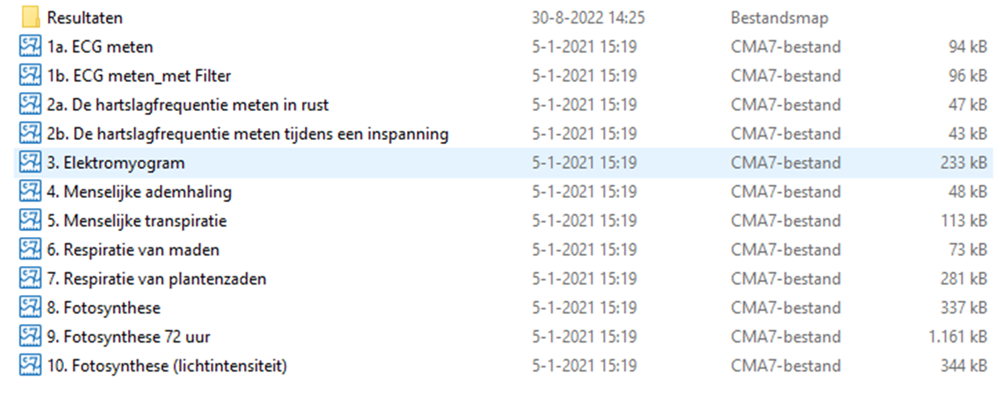 Resultaten 30-8-2022 14:25 Bestandsmap
1a. ECG meten 5-1-2021 15:19 CMA7-bestand 94 kB
1b. ECG meten_met Filter 5-1-2021 15:19 CMA7-bestand 96 kB
2a. De hartslagfrequentie meten in rust 5-1-2021 15:19 CMA7-bestand 47 kB
2b. De hartslagfrequentie meten tijdens een inspanning 5-1-2021 15:19 CMA7-bestand 43 kB
3. Elektromyogram 5-1-2021 15:19 CMA7-bestand 233 kB
4. Menselijke ademhaling 5-1-2021 15:19 CMA7-bestand 48 kB
5. Menselijke transpiratie 5-1-2021 15:19 CMA7-bestand 113 kB
6. Respiratie van maden 5-1-2021 15:19 CMA7-bestand 73 kB
7. Respiratie van plantenzaden 5-1-2021 15:19 CMA7-bestand 281 kB
8. Fotosynthese 5-1-2021 15:19 CMA7-bestand 337 kB
9. Fotosynthese 72 uur 5-1-2021 15:19 CMA7-bestand 1.161 kB
10. Fotosynthese (lichtintensiteit) 5-1-2021 15:19 CMA7-bestand 344 kB